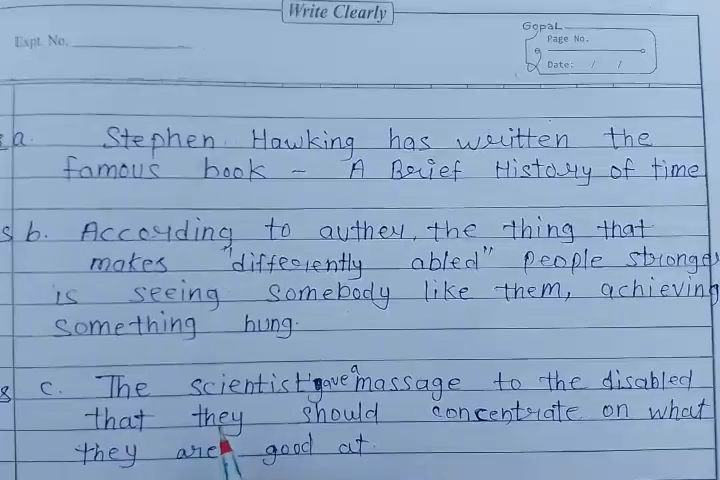 Write Clearly
Gopal
Expt. No.
Page No.
Date: / /
a. Stephen Hawking has written the
famous book - A Brief History of time
b. According to auther, the thing that
makes "differently abled" people stronger
is seeing somebody like them, achieving
something hung.
c. The scientist gave a massage to the disabled
that they should concentrate on what
they are good at.